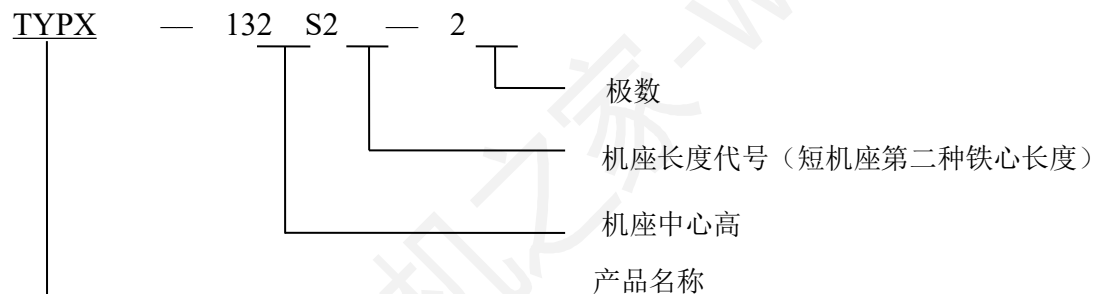 TYPX — 132 S2 — 2
极数
机座长度代号（短机座第二种铁心长度）
机座中心高
产品名称